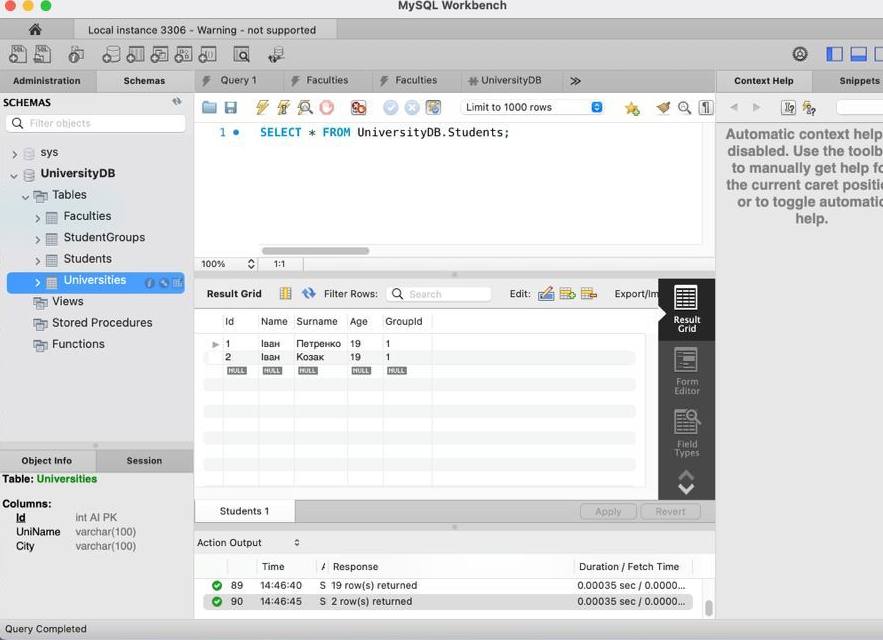 MySQL Workbench
Local instance 3306 - Warning - not supported
Administration Schemas Query 1 Faculties Faculties UniversityDB Context Help Snippets
SCHEMAS
Filter objects
Limit to 1000 rows
sys
UniversityDB
Tables
Faculties
StudentGroups
Students
Universities
Views
Stored Procedures
Functions
1 SELECT * FROM UniversityDB.Students;
100% 1:1
Automatic context help
disabled. Use the
to manually get help
the current caret
or to toggle
help.
Result Grid Filter Rows: Search Edit:
Id Name Surname Age GroupId
1 Іван Петренко 19 1
2 Іван Козак 19 1
NULL NULL NULL NULL NULL
Result
Grid
Form
Editor
Field
Types
Object Info Session
Table: Universities
Columns:
Id int AI PK
UniName varchar(100)
City varchar(100)
Students 1 Apply Revert
Action Output
Time Response Duration / Fetch Time
89 14:46:40 S 19 row(s) returned 0.00035 sec / 0.0000...
90 14:46:45 S 2 row(s) returned 0.00035 sec / 0.0000...
Query Completed